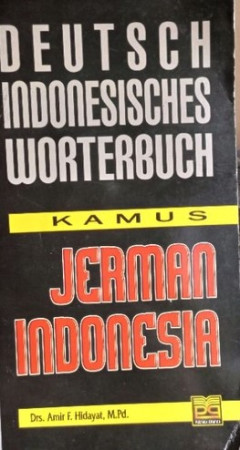 DEUTSCH
INDONESISCHES
WORTERBUCH
KAMUS
JERMAN
INDONESIA
Drs. Amir F. Hidayat, M.Pd.